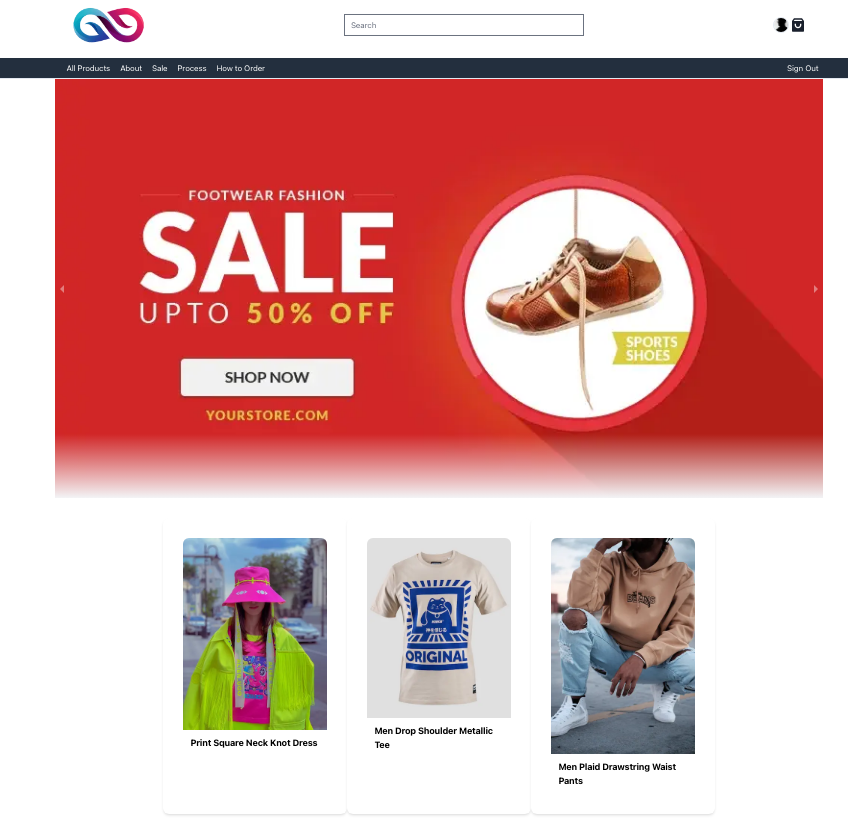 Search
All Products About Sale Process How to Order Sign Out
FOOTWEAR FASHION
SALE
UPTO 50% OFF
SHOP NOW
YOURSTORE.COM
SPORTS
SHOES
ORIGINAL
Print Square Neck Knot Dress
Men Drop Shoulder Metallic
Tee
Men Plaid Drawstring Waist
Pants